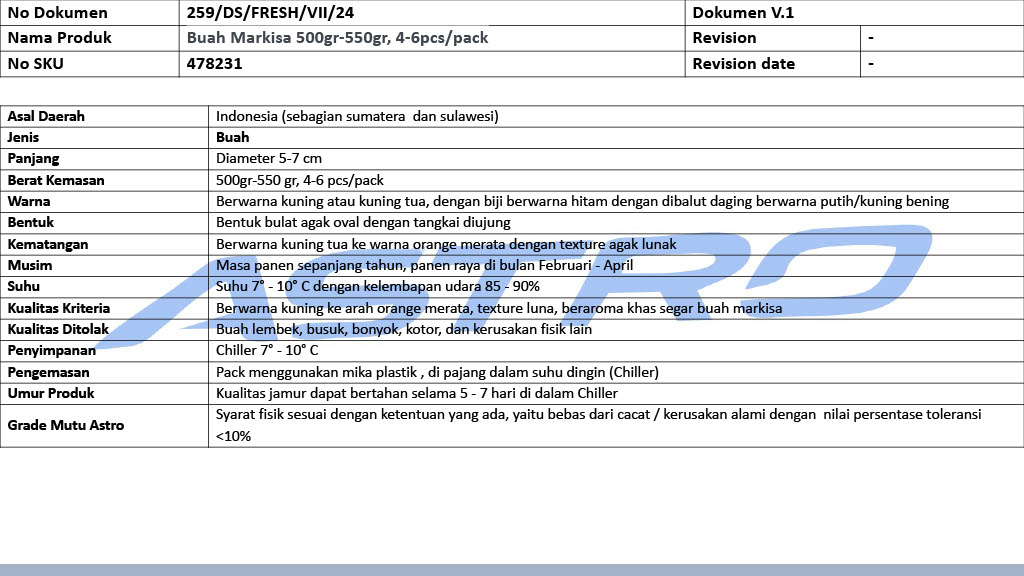 No Dokumen 259/DS/FRESH/VII/24 Dokumen V.1
Nama Produk Buah Markisa 500gr-550gr, 4-6pcs/pack Revision -
No SKU 478231 Revision date -
Asal Daerah Indonesia (sebagian sumatera dan sulawesi)
Jenis Buah
Panjang Diameter 5-7 cm
Berat Kemasan 500gr-550 gr, 4-6 pcs/pack
Warna Berwarna kuning atau kuning tua, dengan biji berwarna hitam dengan dibalut daging berwarna putih/kuning bening
Bentuk Bentuk bulat agak oval dengan tangkai diujung
Kematangan Berwarna kuning tua ke warna orange merata dengan texture agak lunak
Musim Masa panen sepanjang tahun, panen raya di bulan Februari - April
Suhu Suhu 7° - 10° C dengan kelembapan udara 85 - 90%
Kualitas Kriteria Berwarna kuning ke arah orange merata, texture luna, beraroma khas segar buah markisa
Kualitas Ditolak Buah lembek, busuk, bonyok, kotor, dan kerusakan fisik lain
Penyimpanan Chiller 7° - 10° C
Pengemasan Pack menggunakan mika plastik , di pajang dalam suhu dingin (Chiller)
Umur Produk Kualitas jamur dapat bertahan selama 5 - 7 hari di dalam Chiller
Grade Mutu Astro Syarat fisik sesuai dengan ketentuan yang ada, yaitu bebas dari cacat / kerusakan alami dengan nilai persentase toleransi
<10%
ASTRO